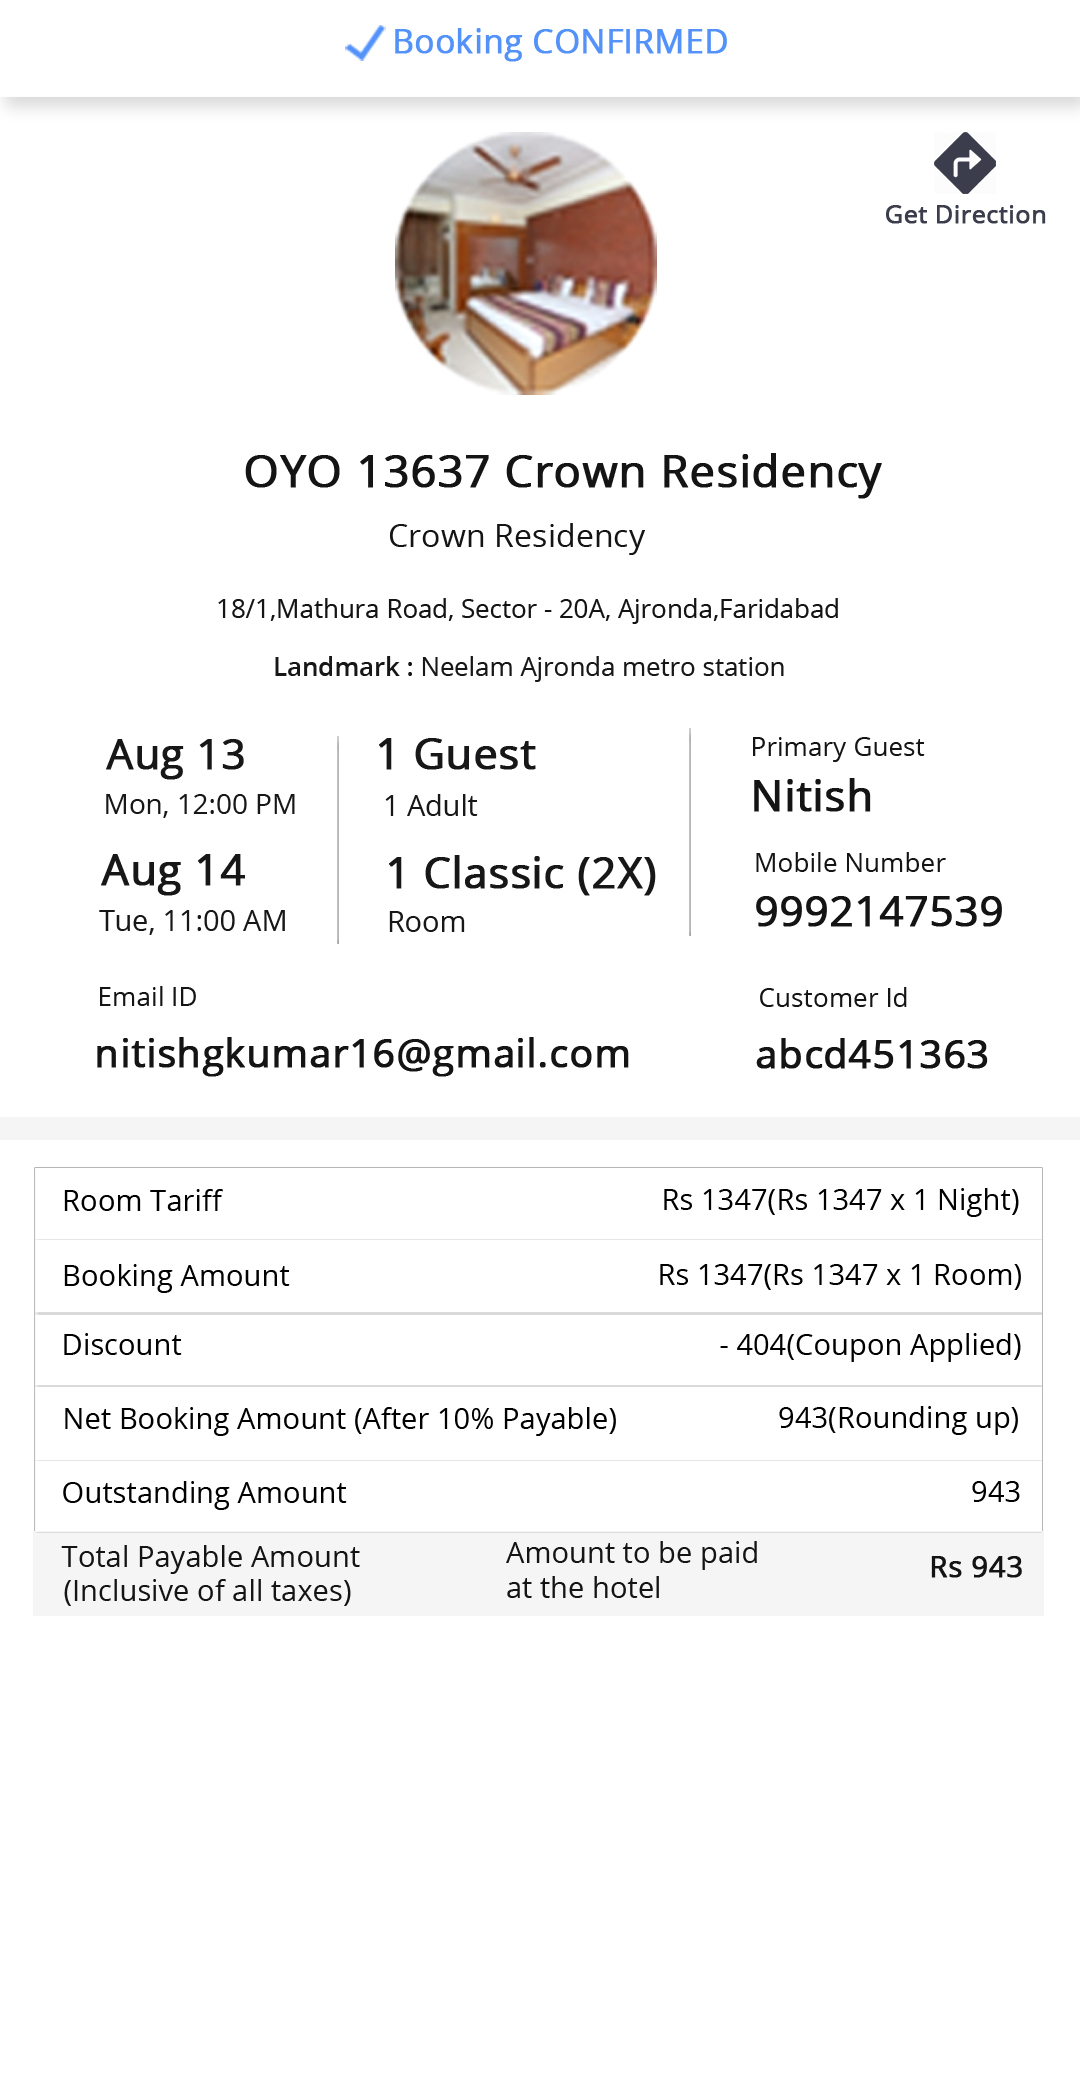 Booking CONFIRMED
Get Direction
OYO 13637 Crown Residency
Crown Residency
18/1,Mathura Road, Sector - 20A, Ajronda,Faridabad
Landmark : Neelam Ajronda metro station
Aug 13
Mon, 12:00 PM
Aug 14
Tue, 11:00 AM
1 Guest
1 Adult
1 Classic (2X)
Room
Primary Guest
Nitish
Mobile Number
9992147539
Email ID
nitishgkumar16@gmail.com
Customer Id
abcd451363
Room Tariff Rs 1347(Rs 1347 x 1 Night)
Booking Amount Rs 1347(Rs 1347 x 1 Room)
Discount - 404(Coupon Applied)
Net Booking Amount (After 10% Payable) 943(Rounding up)
Outstanding Amount 943
Total Payable Amount
(Inclusive of all taxes)
Amount to be paid
at the hotel
Rs 943